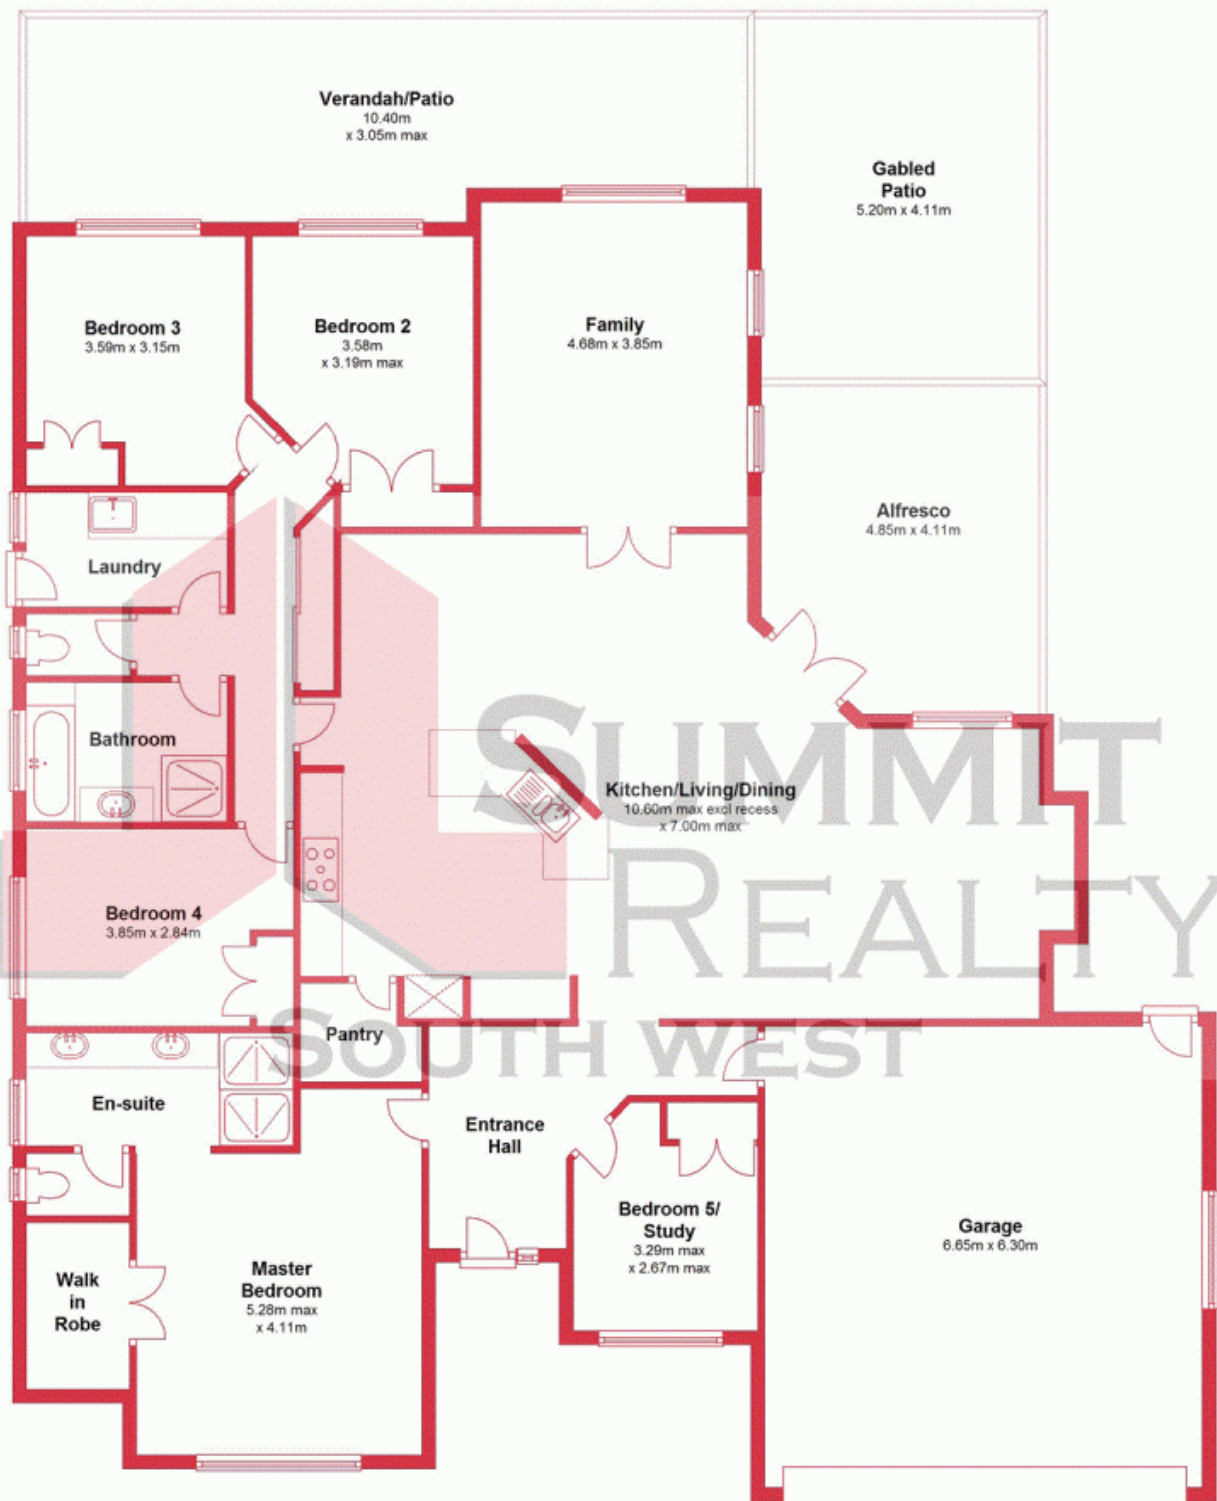 Verandah/Patio
10.40m
x 3.05m max
Gabled
Patio
5.20m x 4.11m
Bedroom 3
3.59m x 3.15m
Bedroom 2
3.58m
x 3.19m max
Family
4.68m x 3.85m
Alfresco
4.85m x 4.11m
Laundry
Bathroom
Kitchen/Living/Dining
10.60m max excl recess
x 7.00m max
SUMMIT
REALTY
SOUTH WEST
Bedroom 4
3.85m x 2.84m
Pantry
En-suite
Entrance
Hall
Bedroom 5/
Study
3.29m max
x 2.67m max
Garage
6.65m x 6.30m
Walk
in
Robe
Master
Bedroom
5.28m max
x 4.11m